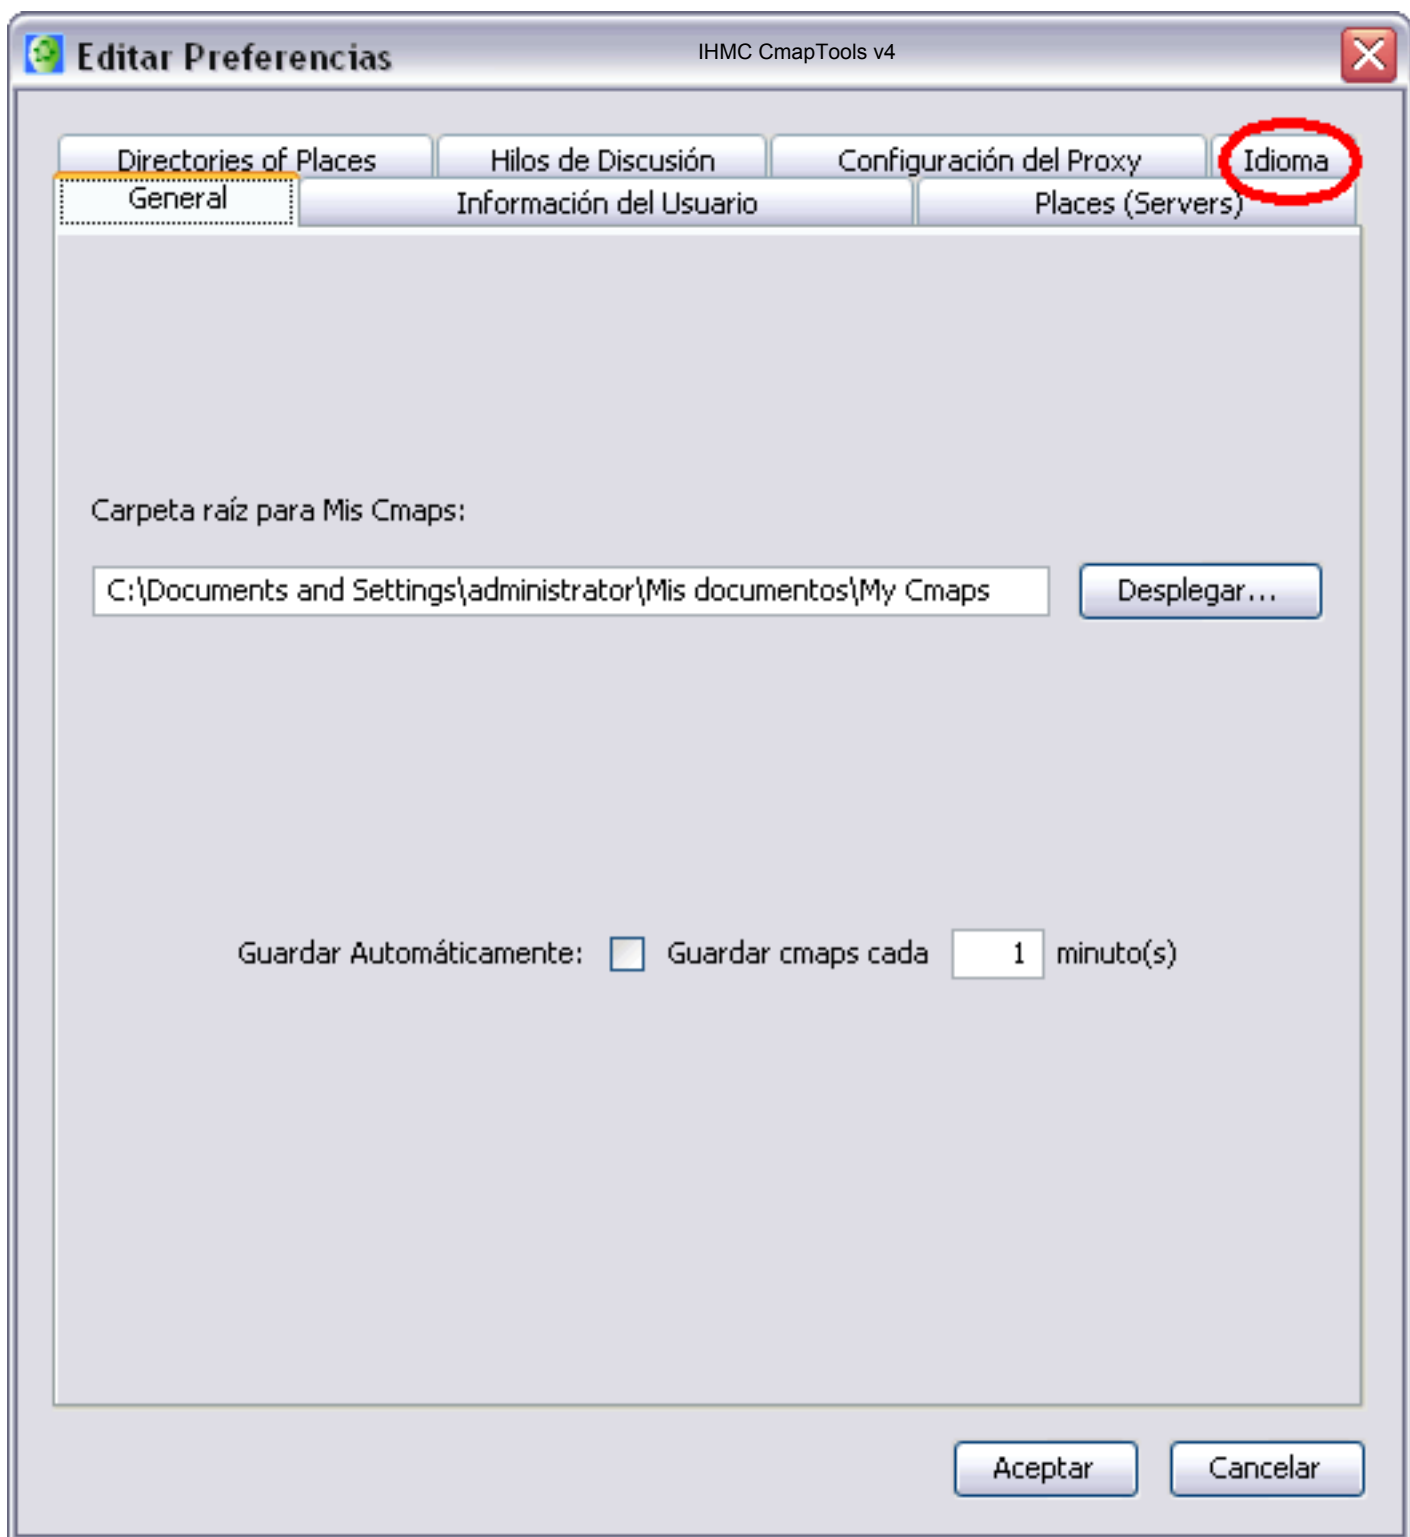 Editar Preferencias
IHMC CmapTools v4
Directories of Places
Hilos de Discusión
Configuración del Proxy
Idioma
General
Información del Usuario
Places (Servers)
Carpeta raíz para Mis Cmaps:
C:\Documents and Settings\administrator\Mis documentos\My Cmaps
Desplegar...
Guardar Automáticamente:
Guardar cmaps cada
1
minuto(s)
Aceptar
Cancelar